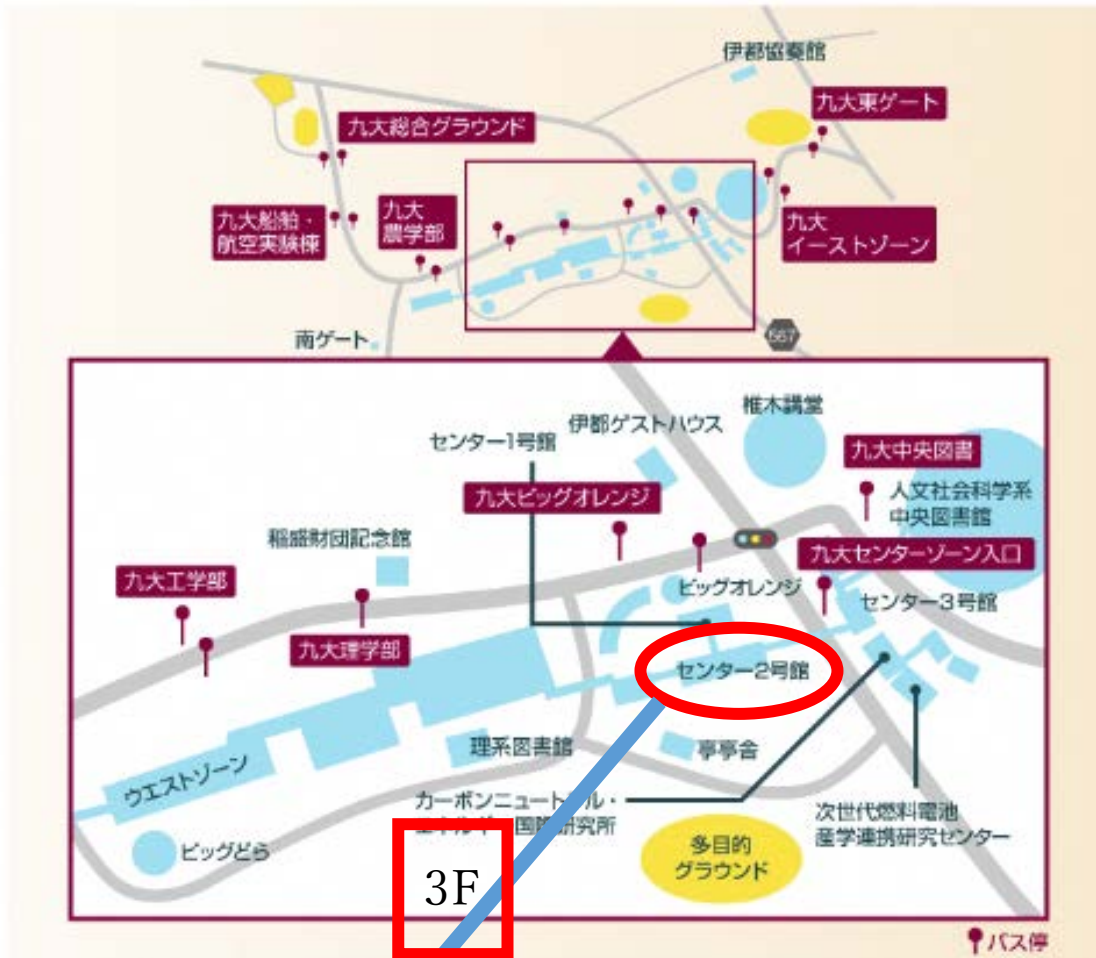 伊都協奏館
九大東ゲート
九大総合グラウンド
九大船舶・
航空実験棟
九大
農学部
九大
イーストゾーン
南ゲート
567
椎木講堂
伊都ゲストハウス
センター1号館
九大中央図書
九大ビッグオレンジ
人文社会科学系
中央図書館
稲盛財団記念館
九大センターゾーン入口
九大工学部
ビッグオレンジ
センター3号館
九大理学部
センター2号館
理系図書館
亭亭舎
ウエストゾーン
カーボンニュートラル・
エネルギー国際研究所
次世代燃料電池
産学連携研究センター
ビッグどら
多目的
グラウンド
3F
バス停